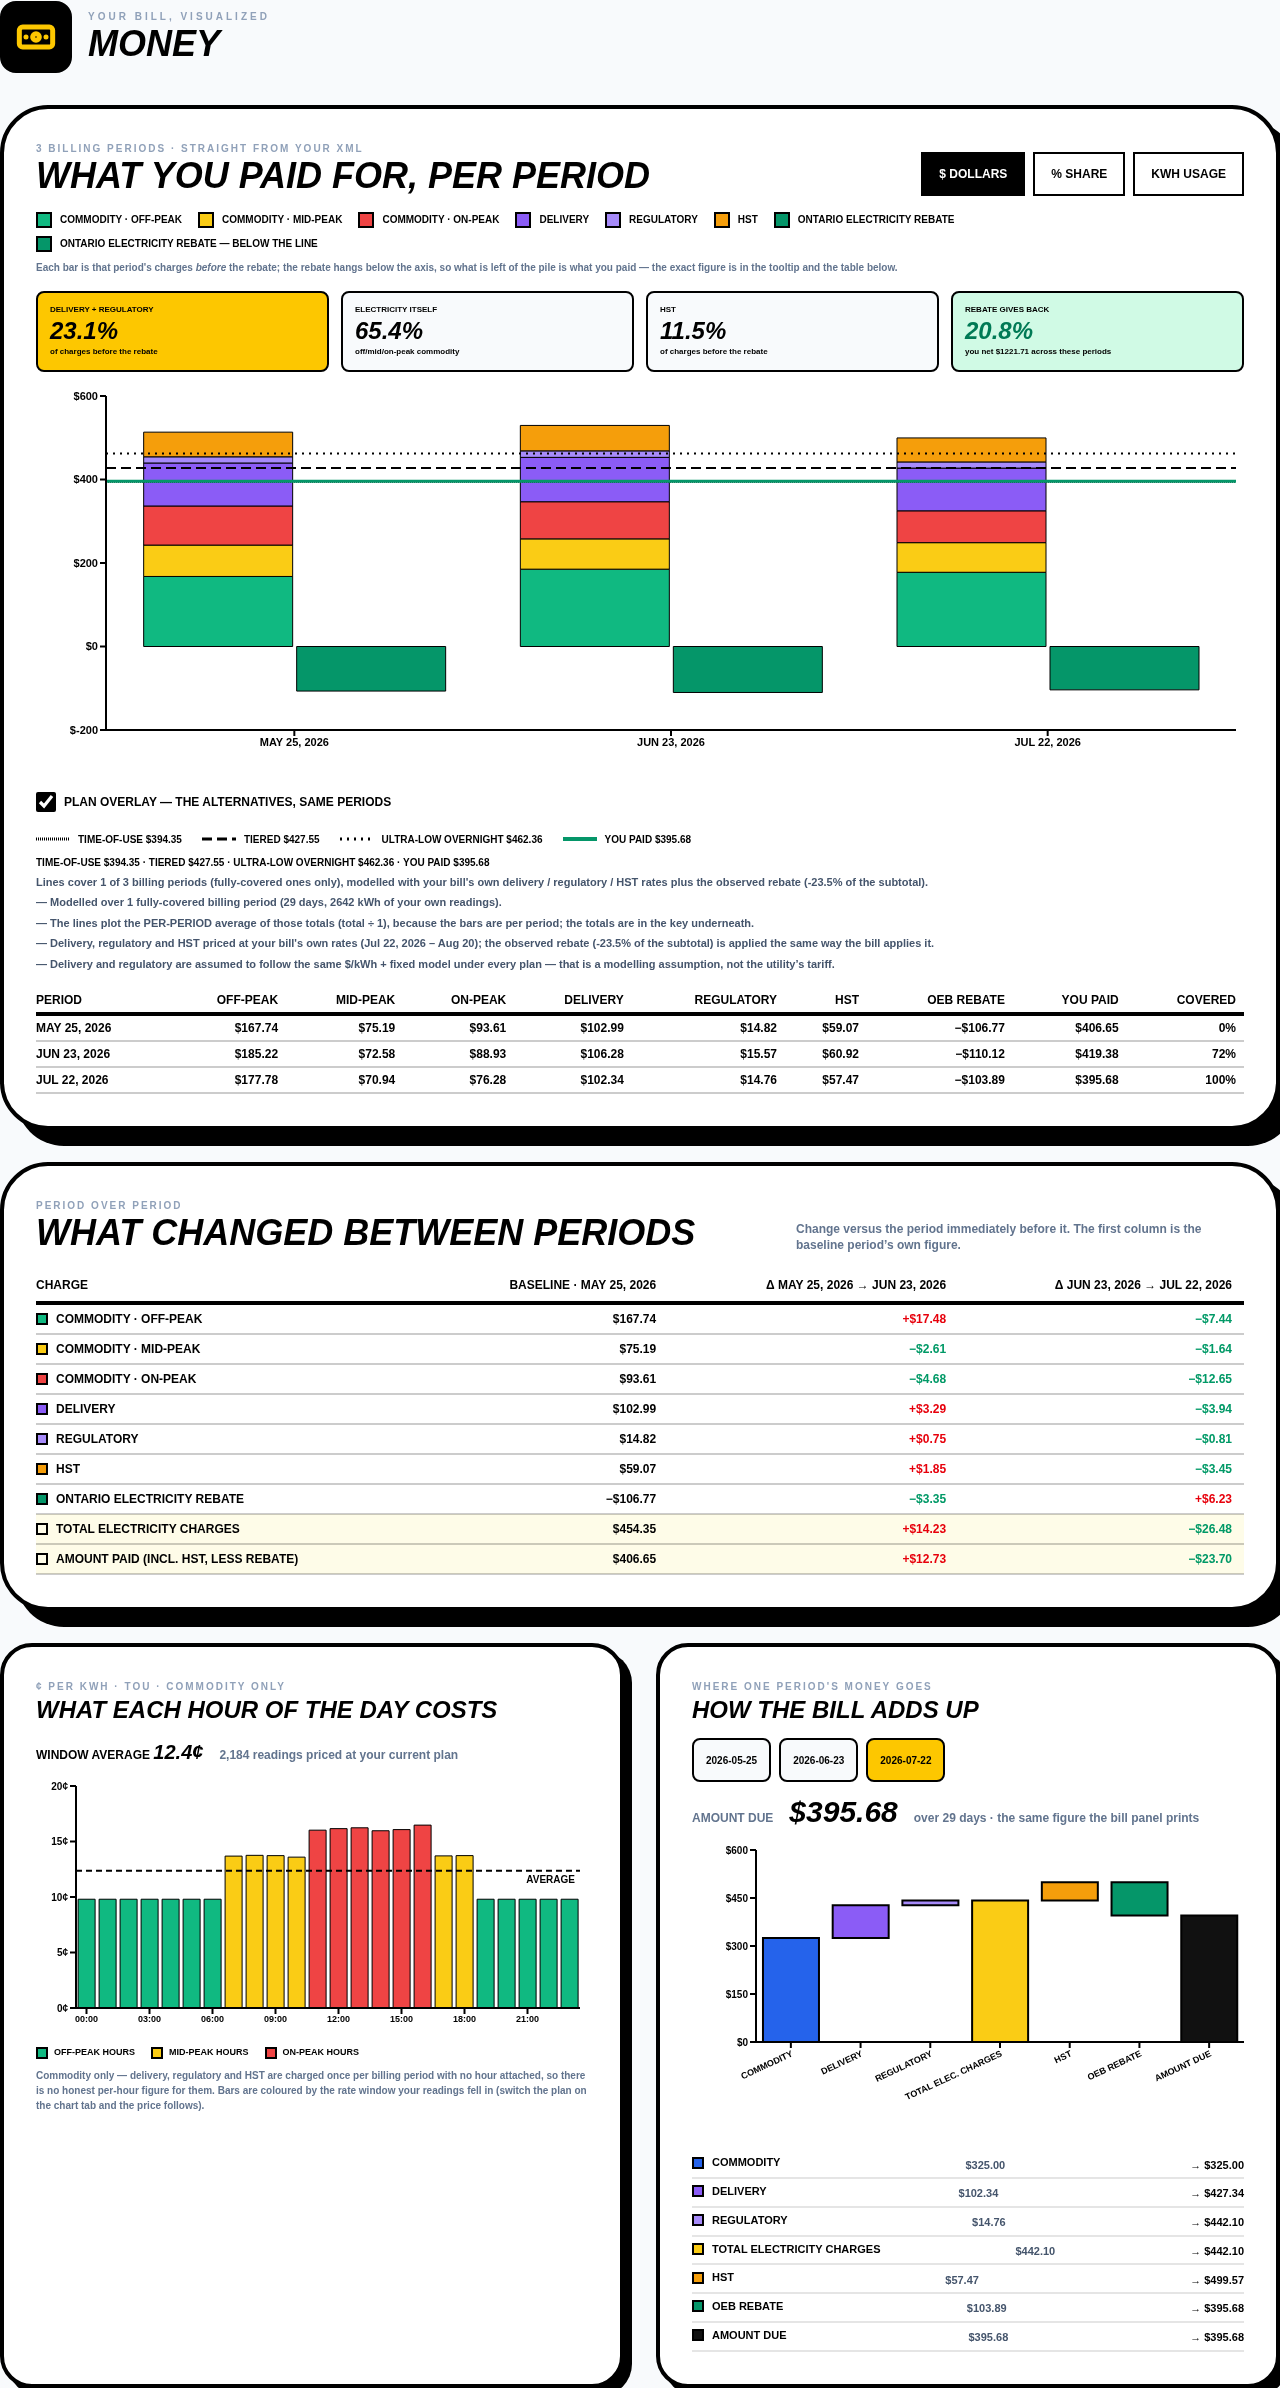 YOUR BILL, VISUALIZED
MONEY
3 BILLING PERIODS · STRAIGHT FROM YOUR XML
WHAT YOU PAID FOR, PER PERIOD
$ DOLLARS
% SHARE
KWH USAGE
COMMODITY · OFF-PEAK
COMMODITY · MID-PEAK
COMMODITY · ON-PEAK
DELIVERY
REGULATORY
HST
ONTARIO ELECTRICITY REBATE
ONTARIO ELECTRICITY REBATE — BELOW THE LINE
Each bar is that period's charges before the rebate; the rebate hangs below the axis, so what is left of the pile is what you paid — the exact figure is in the tooltip and the table below.
DELIVERY + REGULATORY
23.1%
of charges before the rebate
ELECTRICITY ITSELF
65.4%
off/mid/on-peak commodity
HST
11.5%
of charges before the rebate
REBATE GIVES BACK
20.8%
you net $1221.71 across these periods
$600
$400
$200
$0
$-200
MAY 25, 2026
JUN 23, 2026
JUL 22, 2026
PLAN OVERLAY — THE ALTERNATIVES, SAME PERIODS
TIME-OF-USE $394.35
TIERED $427.55
ULTRA-LOW OVERNIGHT $462.36
YOU PAID $395.68
TIME-OF-USE $394.35 · TIERED $427.55 · ULTRA-LOW OVERNIGHT $462.36 · YOU PAID $395.68
Lines cover 1 of 3 billing periods (fully-covered ones only), modelled with your bill's own delivery / regulatory / HST rates plus the observed rebate (-23.5% of the subtotal).
— Modelled over 1 fully-covered billing period (29 days, 2642 kWh of your own readings).
— The lines plot the PER-PERIOD average of those totals (total ÷ 1), because the bars are per period; the totals are in the key underneath.
— Delivery, regulatory and HST priced at your bill's own rates (Jul 22, 2026 – Aug 20); the observed rebate (-23.5% of the subtotal) is applied the same way the bill applies it.
— Delivery and regulatory are assumed to follow the same $/kWh + fixed model under every plan — that is a modelling assumption, not the utility's tariff.
PERIOD OFF-PEAK MID-PEAK ON-PEAK DELIVERY REGULATORY HST OEB REBATE YOU PAID COVERED
MAY 25, 2026 $167.74 $75.19 $93.61 $102.99 $14.82 $59.07 −$106.77 $406.65 0%
JUN 23, 2026 $185.22 $72.58 $88.93 $106.28 $15.57 $60.92 −$110.12 $419.38 72%
JUL 22, 2026 $177.78 $70.94 $76.28 $102.34 $14.76 $57.47 −$103.89 $395.68 100%
PERIOD OVER PERIOD
WHAT CHANGED BETWEEN PERIODS
Change versus the period immediately before it. The first column is the
baseline period's own figure.
CHARGE BASELINE · MAY 25, 2026 Δ MAY 25, 2026 → JUN 23, 2026 Δ JUN 23, 2026 → JUL 22, 2026
COMMODITY · OFF-PEAK $167.74 +$17.48 −$7.44
COMMODITY · MID-PEAK $75.19 −$2.61 −$1.64
COMMODITY · ON-PEAK $93.61 −$4.68 −$12.65
DELIVERY $102.99 +$3.29 −$3.94
REGULATORY $14.82 +$0.75 −$0.81
HST $59.07 +$1.85 −$3.45
ONTARIO ELECTRICITY REBATE −$106.77 −$3.35 +$6.23
TOTAL ELECTRICITY CHARGES $454.35 +$14.23 −$26.48
AMOUNT PAID (INCL. HST, LESS REBATE) $406.65 +$12.73 −$23.70
¢ PER KWH · TOU · COMMODITY ONLY
WHAT EACH HOUR OF THE DAY COSTS
WINDOW AVERAGE 12.4¢ 2,184 readings priced at your current plan
20¢
15¢
10¢
5¢
0¢
AVERAGE
00:00 03:00 06:00 09:00 12:00 15:00 18:00 21:00
OFF-PEAK HOURS
MID-PEAK HOURS
ON-PEAK HOURS
Commodity only — delivery, regulatory and HST are charged once per billing period with no hour attached, so there
is no honest per-hour figure for them. Bars are coloured by the rate window your readings fell in (switch the plan on
the chart tab and the price follows).
WHERE ONE PERIOD'S MONEY GOES
HOW THE BILL ADDS UP
2026-05-25
2026-06-23
2026-07-22
AMOUNT DUE $395.68 over 29 days · the same figure the bill panel prints
$600
$450
$300
$150
$0
COMMODITY
DELIVERY
REGULATORY
TOTAL ELEC. CHARGES
HST
OEB REBATE
AMOUNT DUE
COMMODITY $325.00 → $325.00
DELIVERY $102.34 → $427.34
REGULATORY $14.76 → $442.10
TOTAL ELECTRICITY CHARGES $442.10 → $442.10
HST $57.47 → $499.57
OEB REBATE $103.89 → $395.68
AMOUNT DUE $395.68 → $395.68